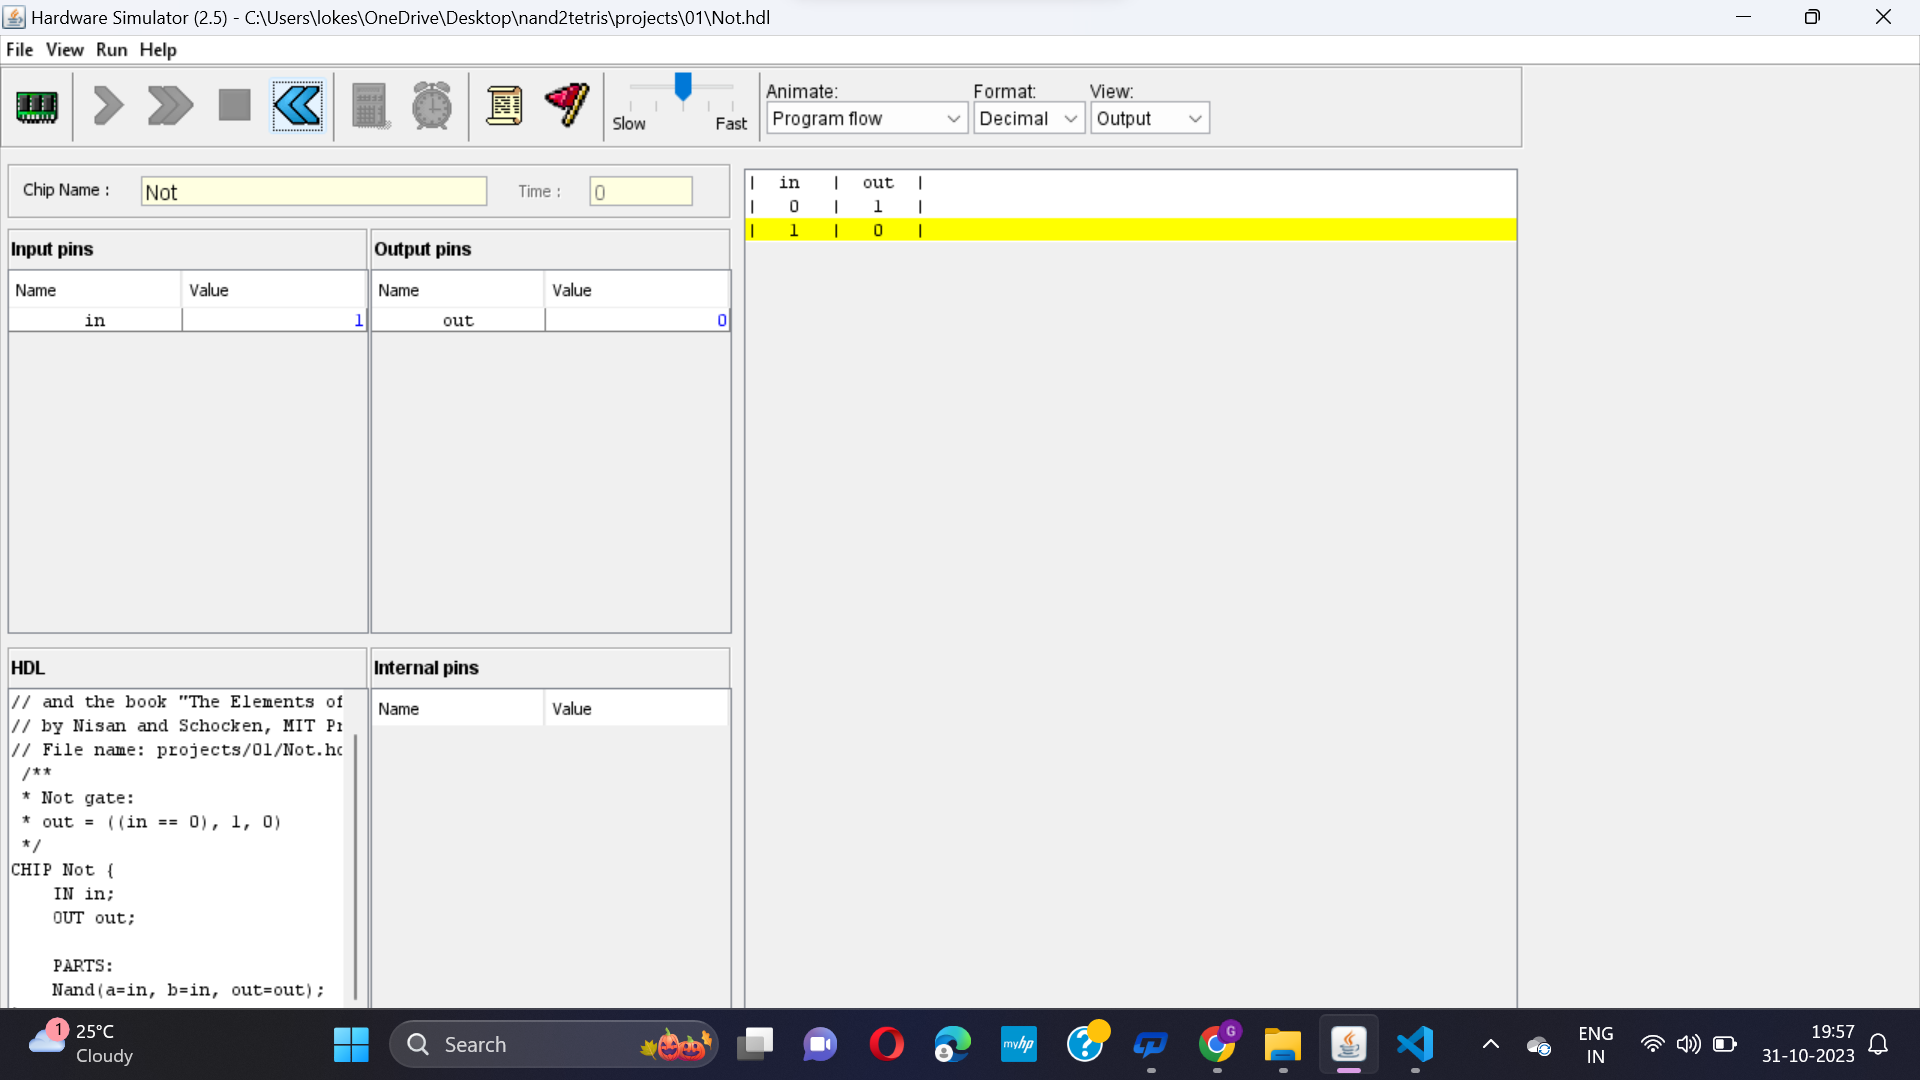 Hardware Simulator (2.5) - C:\Users\lokes\OneDrive\Desktop\nand2tetris\projects\01\Not.hdl
File View Run Help
Slow Fast
Animate: Format: View:
Program flow Decimal Output
Chip Name : Not Time : 0
| in | out |
| 0 | 1 |
| 1 | 0 |
Input pins Output pins
Name Value Name Value
in 1 out 0
HDL Internal pins
Name Value
// and the book "The Elements of
// by Nisan and Schocken, MIT Pr
// File name: projects/01/Not.hd
/**
* Not gate:
* out = ((in == 0), 1, 0)
*/
CHIP Not {
IN in;
OUT out;
PARTS:
Nand(a=in, b=in, out=out);
1 25°C
Cloudy
Search
myhp
G
ENG
IN
19:57
31-10-2023